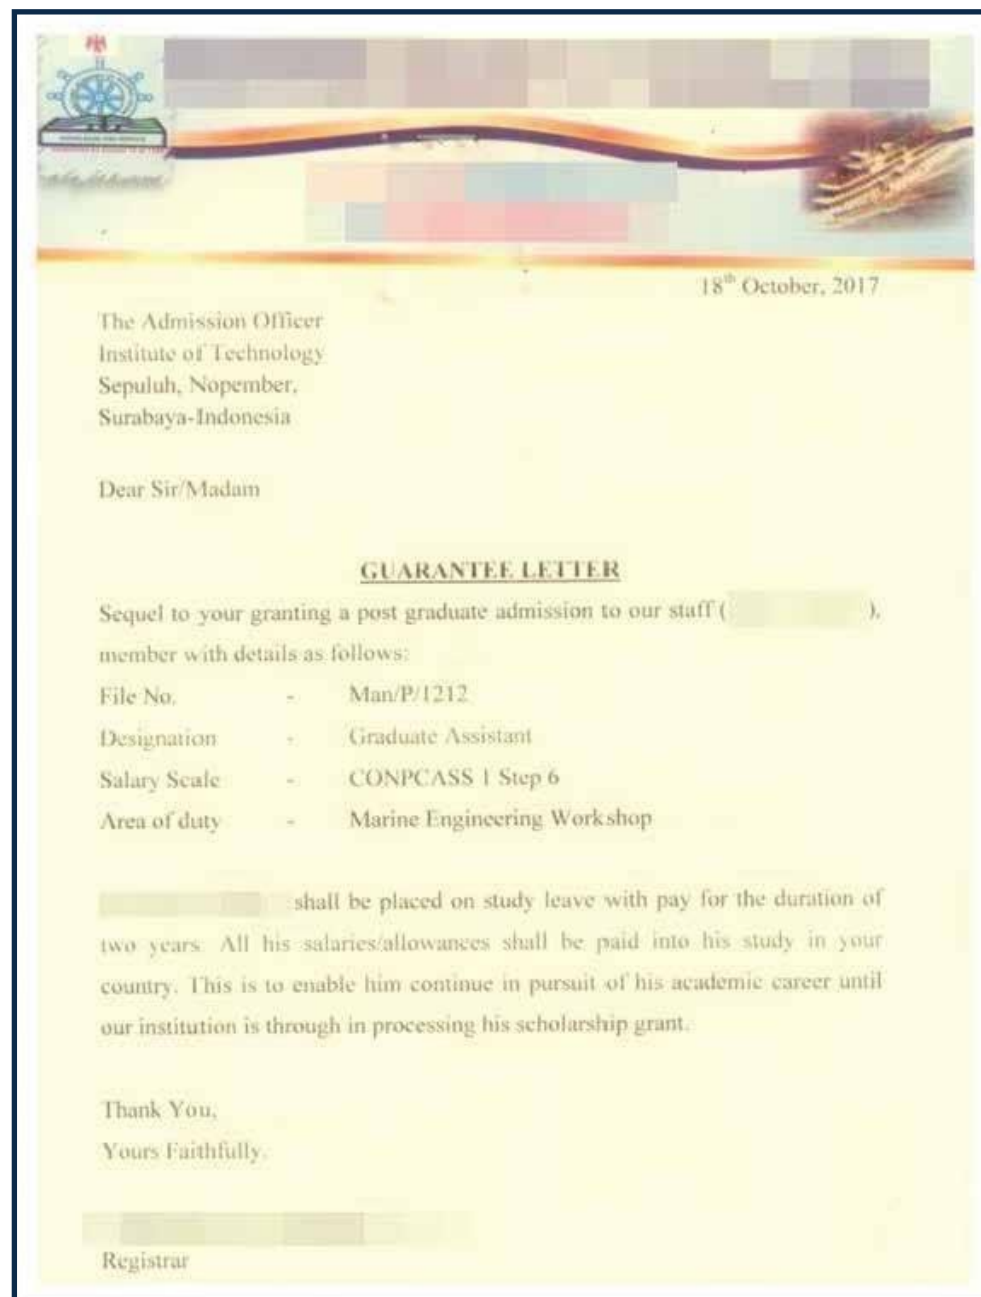 18th October, 2017
The Admission Officer
Institute of Technology
Sepuluh, Nopember,
Surabaya-Indonesia
Dear Sir/Madam
GUARANTEE LETTER
Sequel to your granting a post graduate admission to our staff ( ),
member with details as follows:
File No. - Man/P/1212
Designation - Graduate Assistant
Salary Scale - CONPCASS 1 Step 6
Area of duty - Marine Engineering Workshop
shall be placed on study leave with pay for the duration of
two years. All his salaries/allowances shall be paid into his study in your
country. This is to enable him continue in pursuit of his academic career until
our institution is through in processing his scholarship grant.
Thank You,
Yours Faithfully.
Registrar